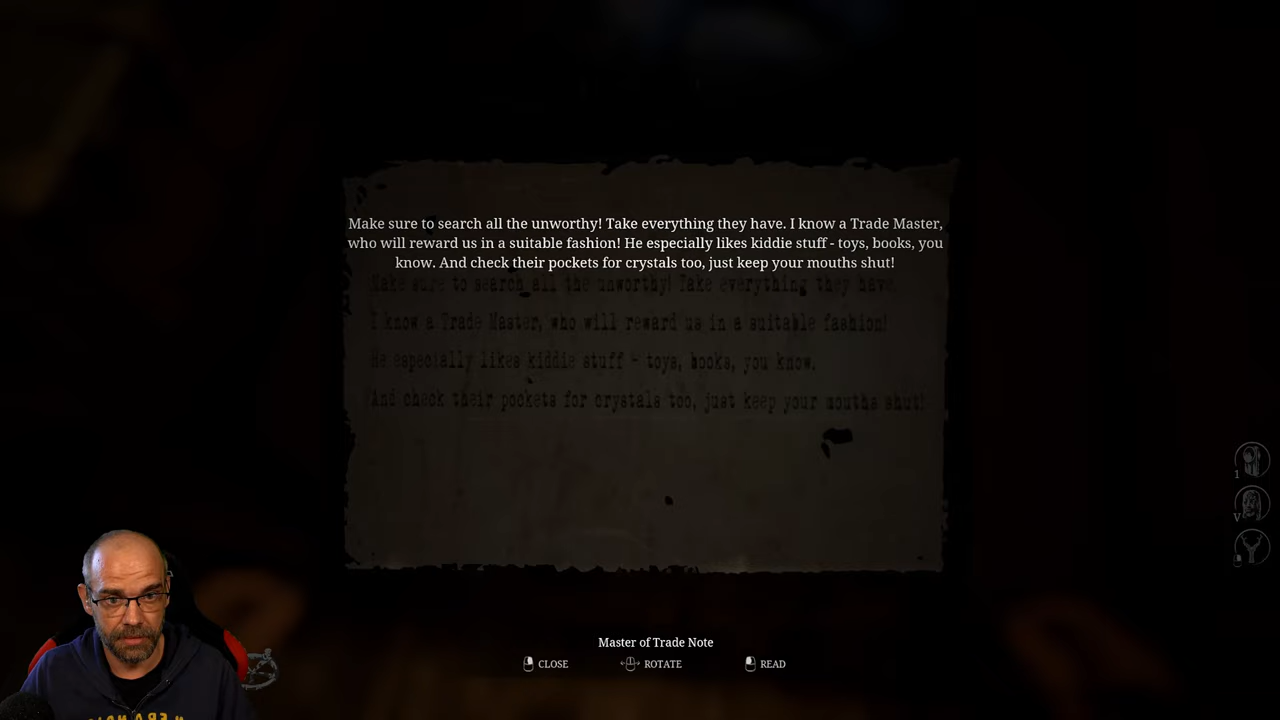 Make sure to search all the unworthy! Take everything they have. I know a Trade Master,
who will reward us in a suitable fashion! He especially likes kiddie stuff - toys, books, you
know. And check their pockets for crystals too, just keep your mouths shut!
Make sure to search all the unworthy! Take everything they have.
I know a Trade Master, who will reward us in a suitable fashion!
He especially likes kiddie stuff - toys, books, you know.
And check their pockets for crystals too, just keep your mouths shut!
1
V
Master of Trade Note
CLOSE ROTATE READ